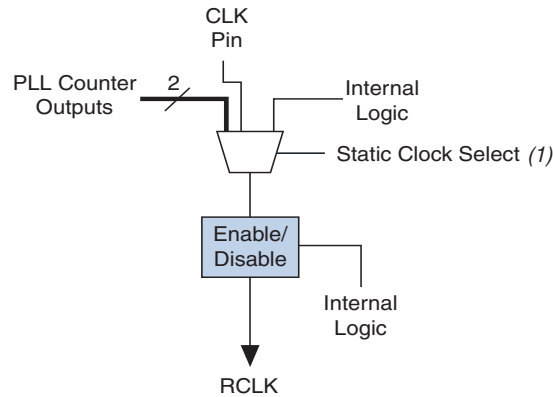 CLK
Pin
PLL Counter
Outputs
2
Internal
Logic
Static Clock Select (1)
Enable/
Disable
Internal
Logic
RCLK